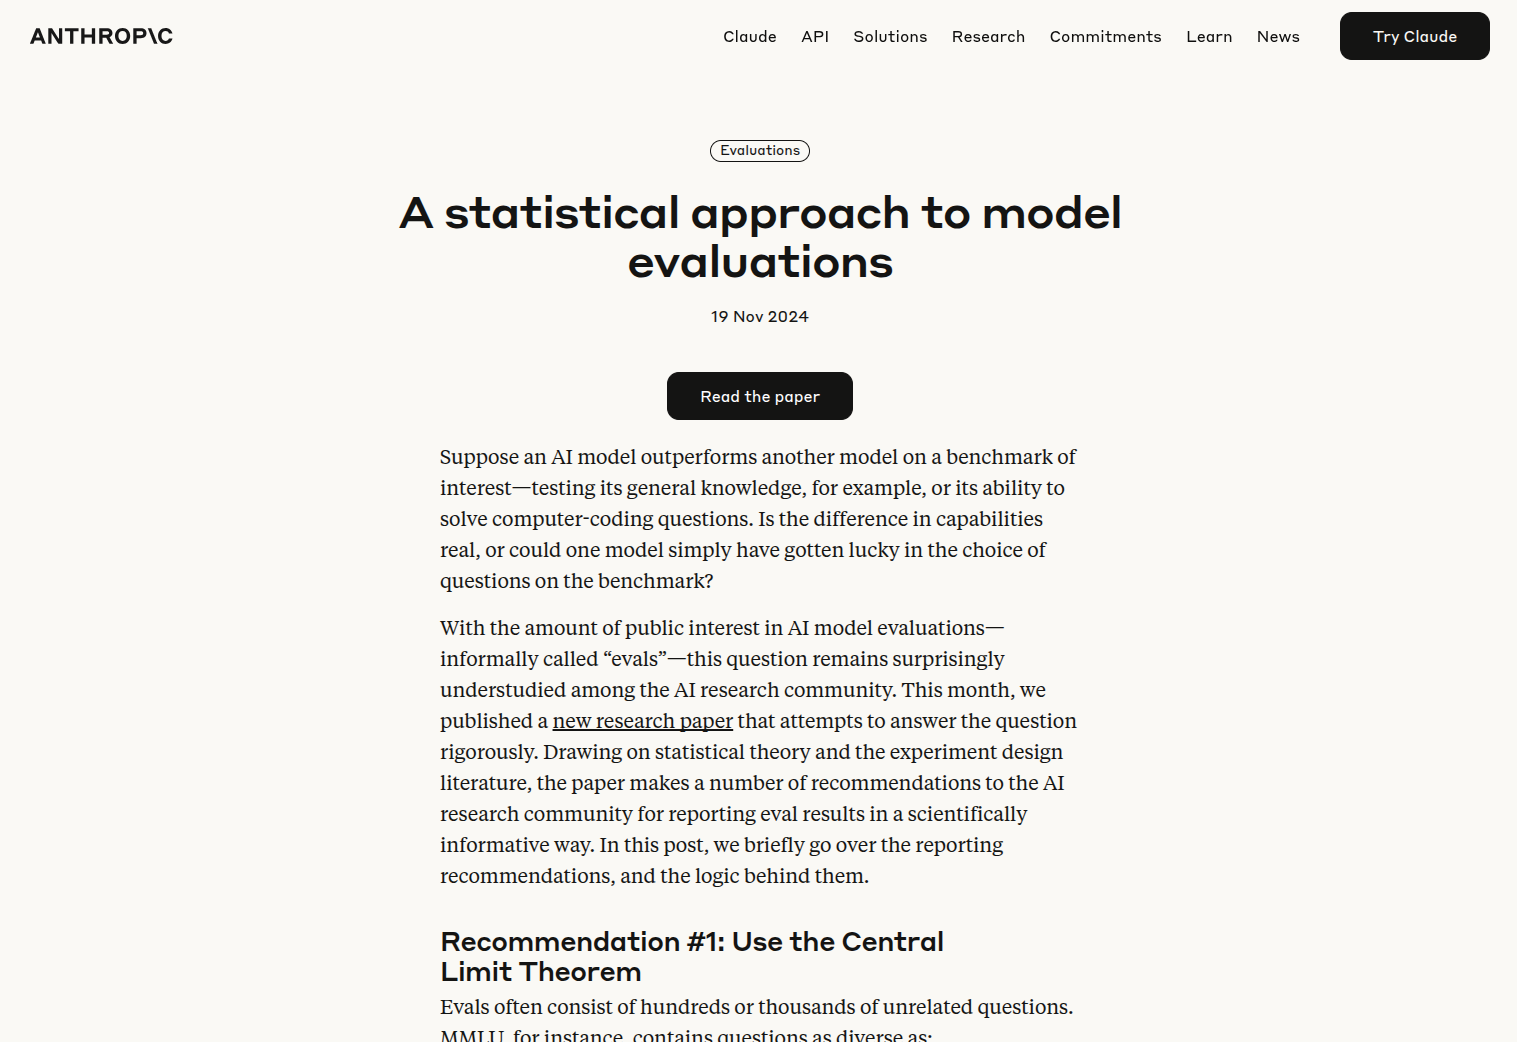 ANTHROP\C
Claude
API
Solutions
Research
Commitments
Learn
News
Try Claude
Evaluations
A statistical approach to model
evaluations
19 Nov 2024
Read the paper
Suppose an AI model outperforms another model on a benchmark of
interest—testing its general knowledge, for example, or its ability to
solve computer-coding questions. Is the difference in capabilities
real, or could one model simply have gotten lucky in the choice of
questions on the benchmark?
With the amount of public interest in AI model evaluations—
informally called “evals”—this question remains surprisingly
understudied among the AI research community. This month, we
published a new research paper that attempts to answer the question
rigorously. Drawing on statistical theory and the experiment design
literature, the paper makes a number of recommendations to the AI
research community for reporting eval results in a scientifically
informative way. In this post, we briefly go over the reporting
recommendations, and the logic behind them.
Recommendation #1: Use the Central
Limit Theorem
Evals often consist of hundreds or thousands of unrelated questions.
MMLU, for instance, contains questions as diverse as: